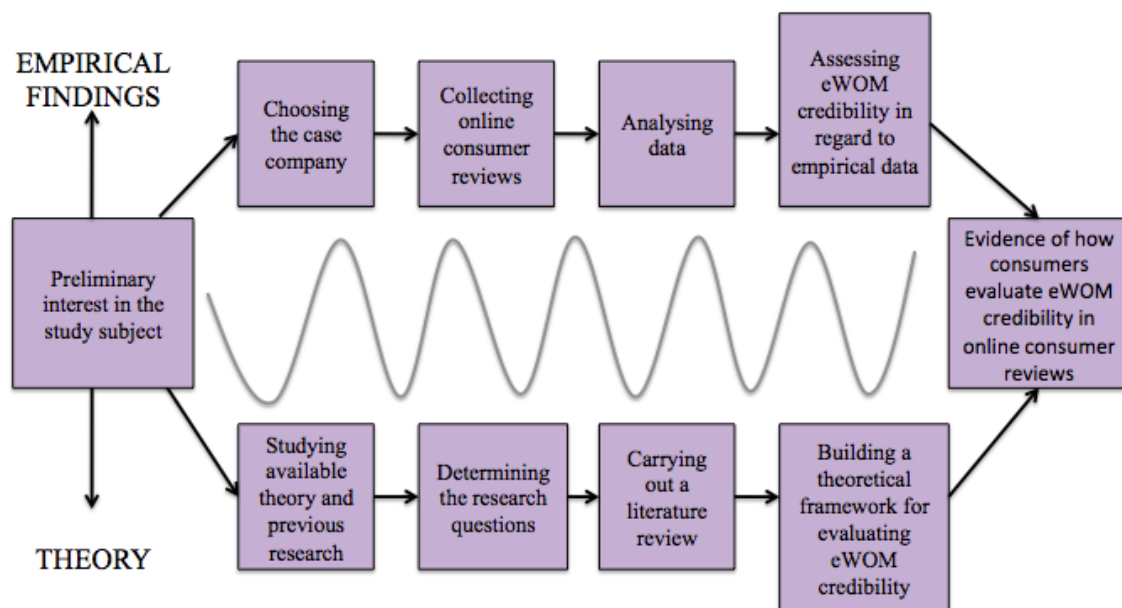 EMPIRICAL
FINDINGS
Choosing
the case
company
Collecting
online
consumer
reviews
Analysing
data
Assessing
eWOM
credibility in
regard to
empirical data
Preliminary
interest in the
study subject
Evidence of how
consumers
evaluate eWOM
credibility in
online consumer
reviews
Studying
available
theory and
previous
research
Determining
the research
questions
Carrying
out a
literature
review
Building a
theoretical
framework for
evaluating
eWOM
credibility
THEORY